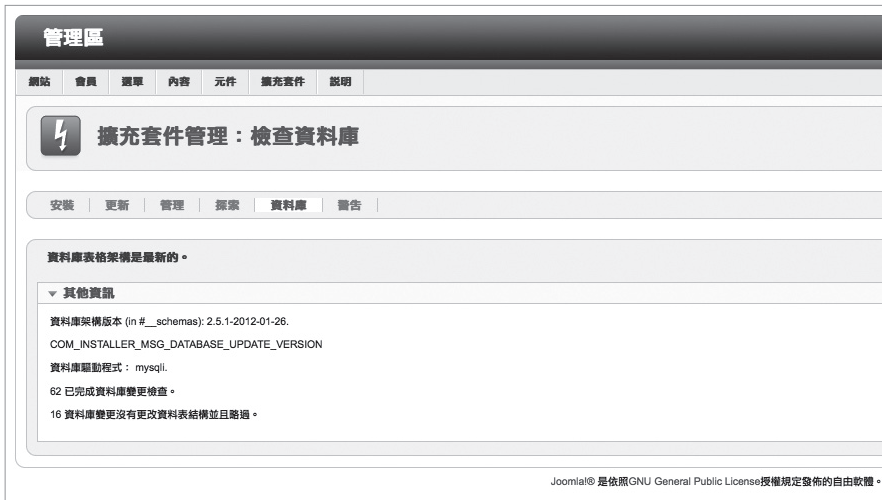 管理區
網站 會員 選單 內容 元件 擴充套件 說明
擴充套件管理：檢查資料庫
安裝 更新 管理 探索 資料庫 警告
資料庫表格架構是最新的。
其他資訊
資料庫架構版本 (in #__schemas): 2.5.1-2012-01-26.
COM_INSTALLER_MSG_DATABASE_UPDATE_VERSION
資料庫驅動程式： mysqli.
62 已完成資料庫變更檢查。
16 資料庫變更沒有更改資料表結構並且略過。
Joomla!® 是依照GNU General Public License授權規定發佈的自由軟體。